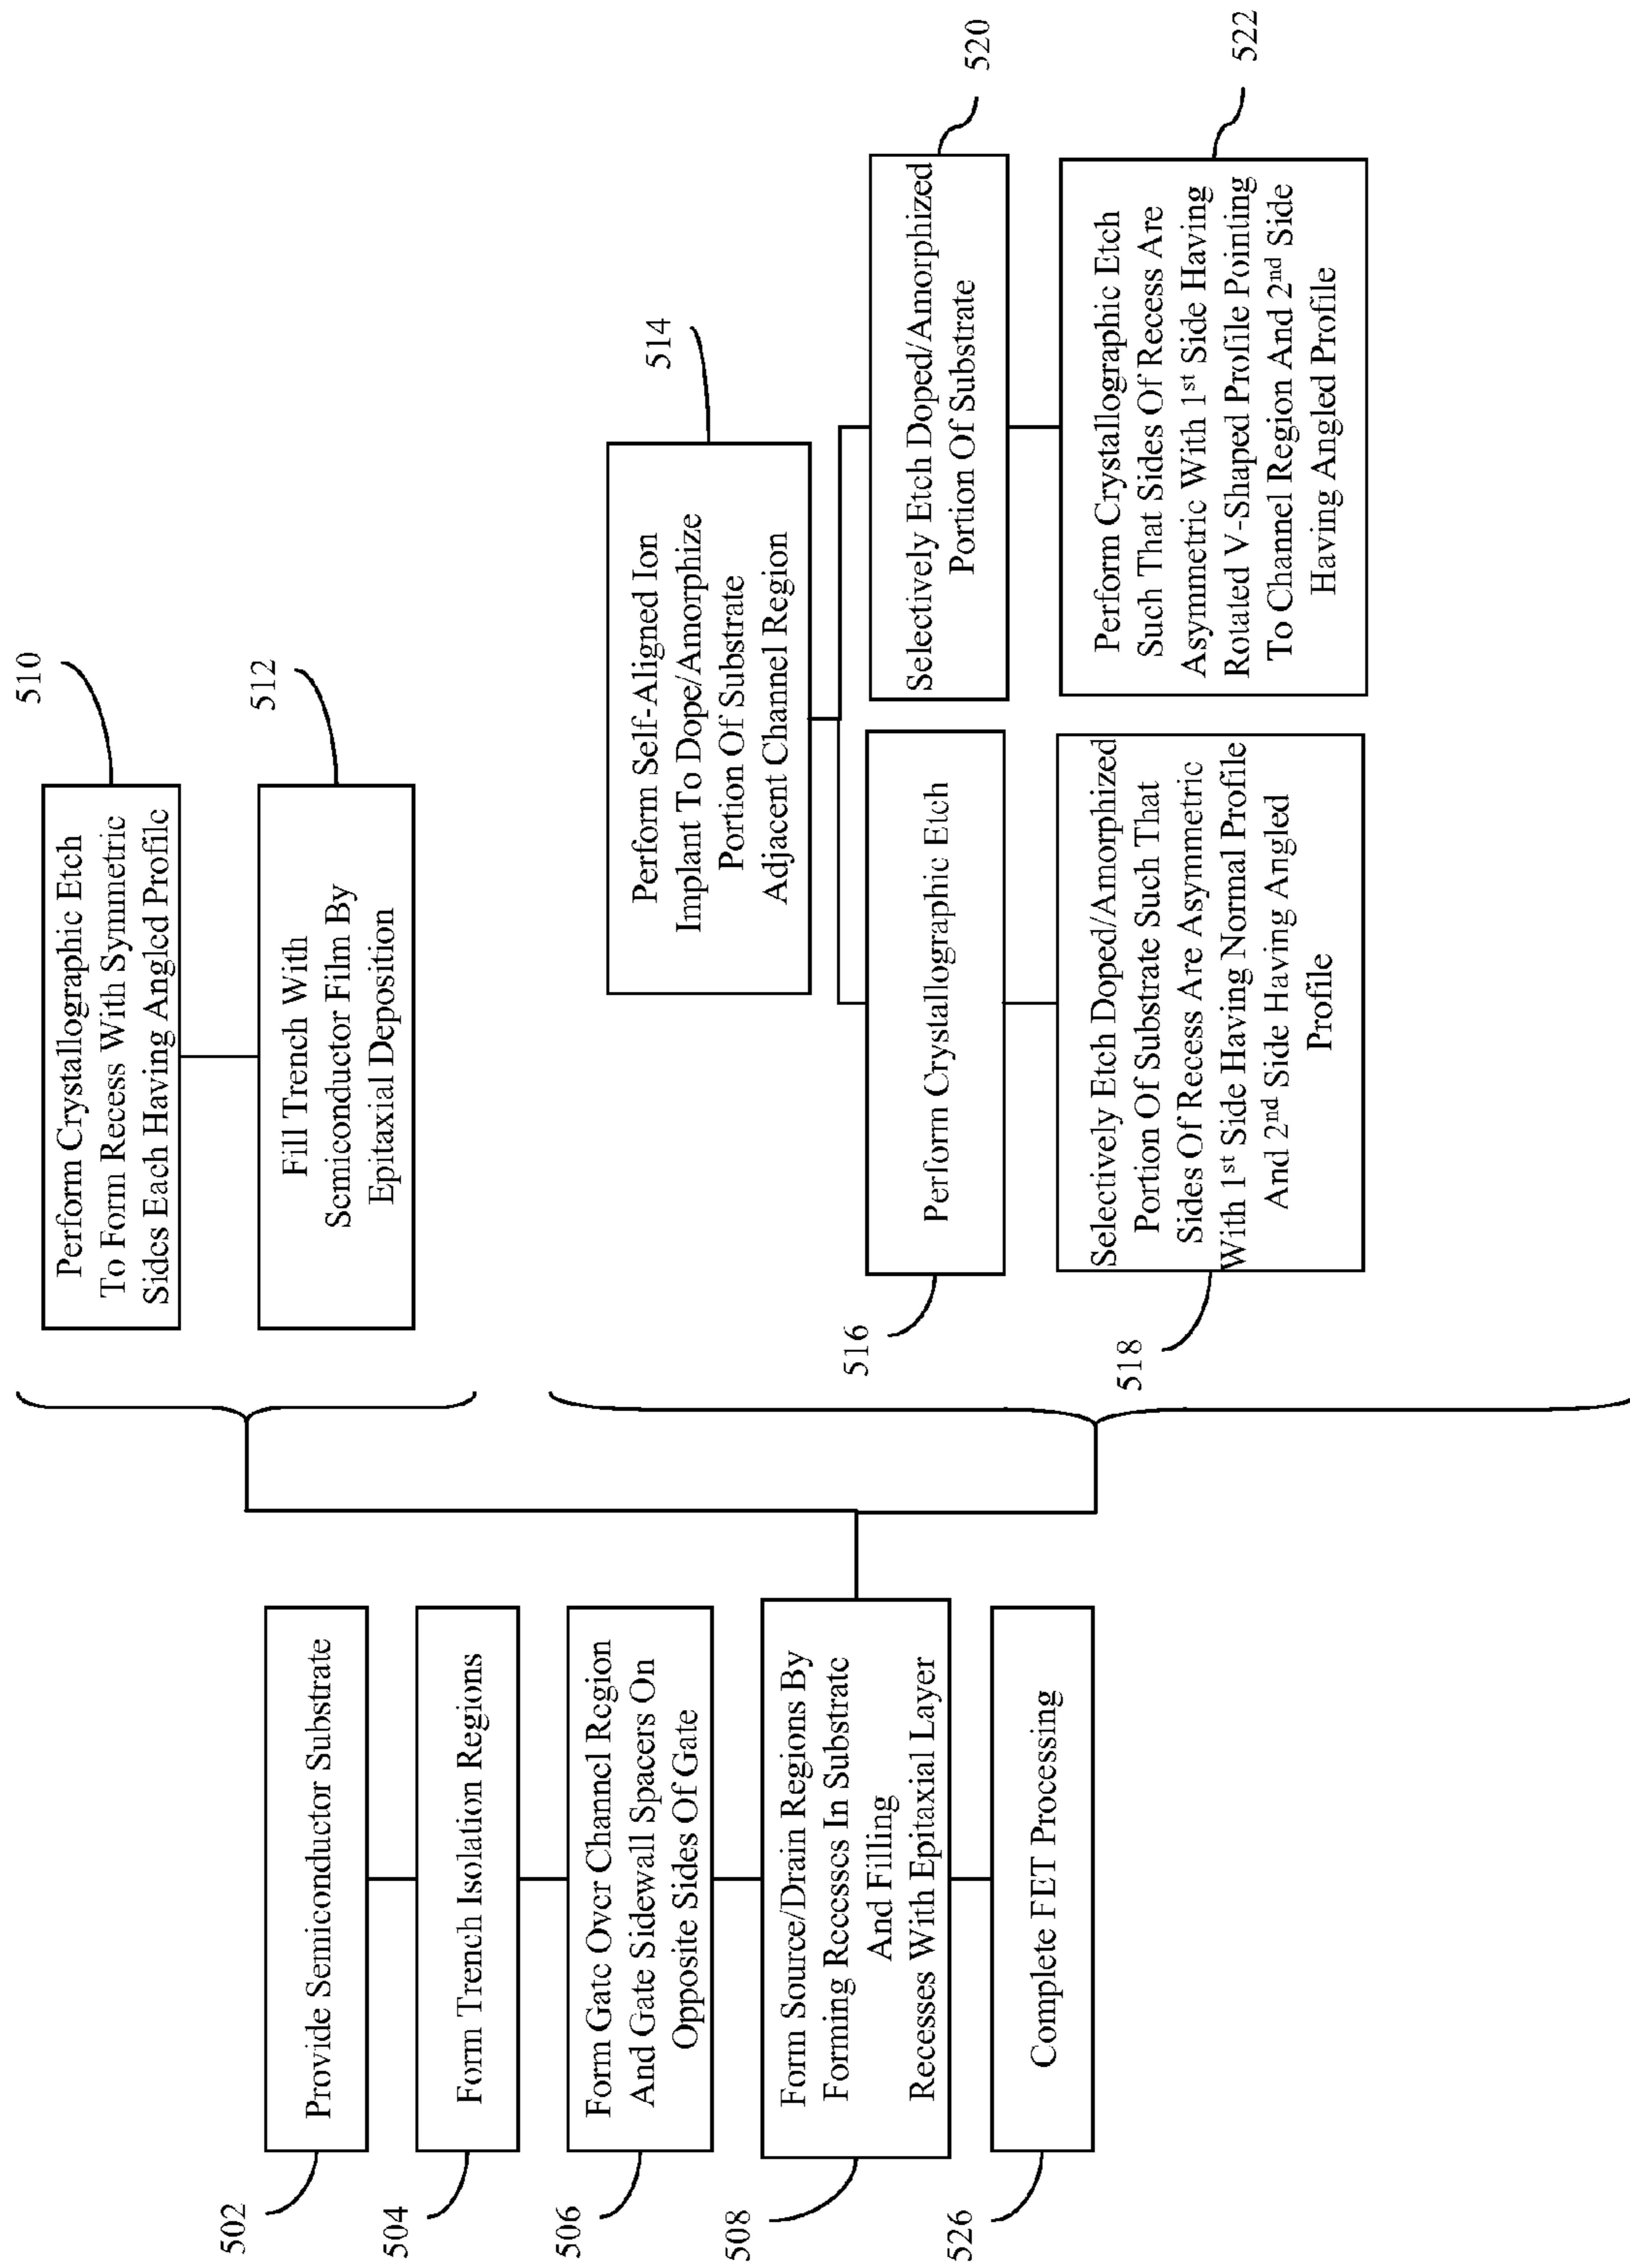 502
Provide Semiconductor Substrate
504
Form Trench Isolation Regions
506
Form Gate Over Channel Region
And Gate Sidewall Spacers On
Opposite Sides Of Gate
508
Form Source/Drain Regions By
Forming Recesses In Substrate
And Filling
Recesses With Epitaxial Layer
526
Complete FET Processing
510
Perform Crystallographic Etch
To Form Recess With Symmetric
Sides Each Having Angled Profile
512
Fill Trench With
Semiconductor Film By
Epitaxial Deposition
514
Perform Self-Aligned Ion
Implant To Dope/Amorphize
Portion Of Substrate
Adjacent Channel Region
516
Perform Crystallographic Etch
518
Selectively Etch Doped/Amorphized
Portion Of Substrate Such That
Sides Of Recess Are Asymmetric
With 1st Side Having Normal Profile
And 2nd Side Having Angled
Profile
520
Selectively Etch Doped/Amorphized
Portion Of Substrate
522
Perform Crystallographic Etch
Such That Sides Of Recess Are
Asymmetric With 1st Side Having
Rotated V-Shaped Profile Pointing
To Channel Region And 2nd Side
Having Angled Profile